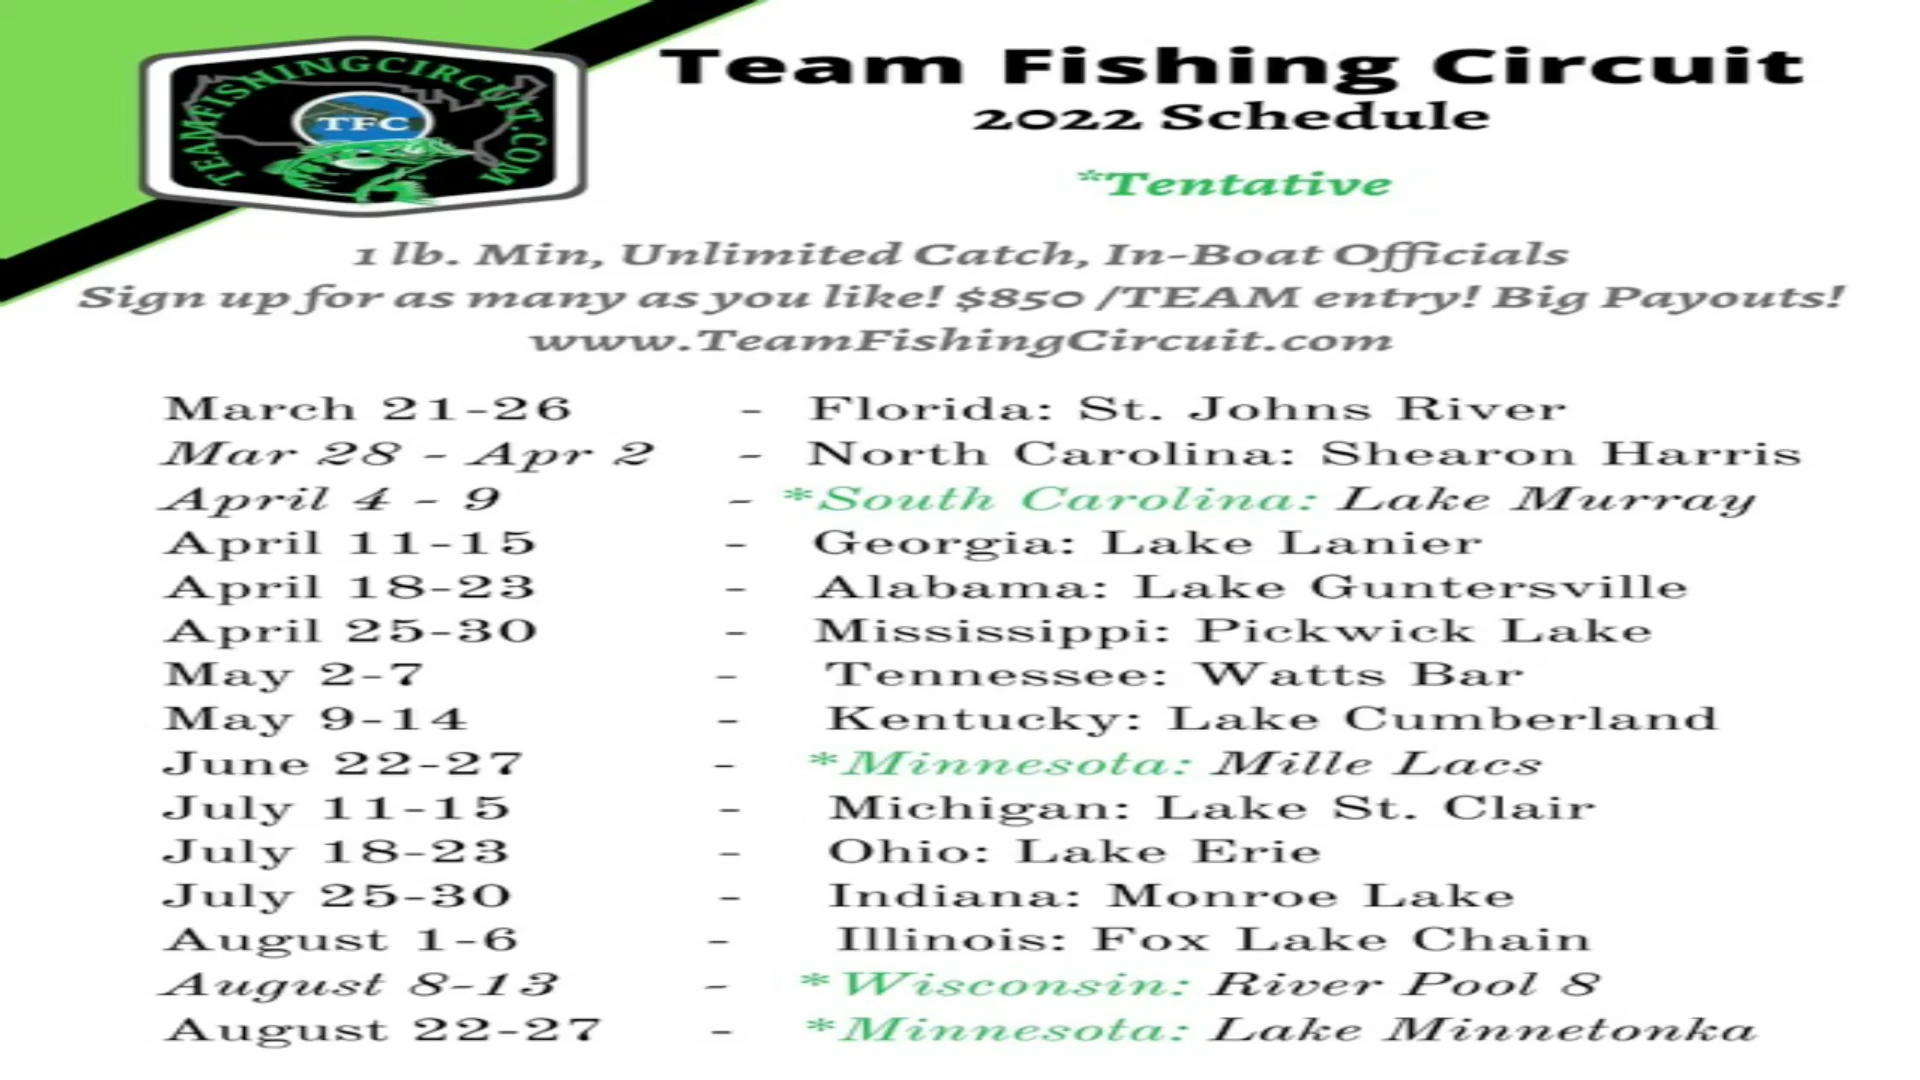 TEAMFISHINGCIRCUIT.COM
TFC
Team Fishing Circuit
2022 Schedule
*Tentative
1 lb. Min, Unlimited Catch, In-Boat Officials
Sign up for as many as you like! $850 /TEAM entry! Big Payouts!
www.TeamFishingCircuit.com
March 21-26 - Florida: St. Johns River
Mar 28 - Apr 2 - North Carolina: Shearon Harris
April 4 - 9 - *South Carolina: Lake Murray
April 11-15 - Georgia: Lake Lanier
April 18-23 - Alabama: Lake Guntersville
April 25-30 - Mississippi: Pickwick Lake
May 2-7 - Tennessee: Watts Bar
May 9-14 - Kentucky: Lake Cumberland
June 22-27 - *Minnesota: Mille Lacs
July 11-15 - Michigan: Lake St. Clair
July 18-23 - Ohio: Lake Erie
July 25-30 - Indiana: Monroe Lake
August 1-6 - Illinois: Fox Lake Chain
August 8-13 - *Wisconsin: River Pool 8
August 22-27 - *Minnesota: Lake Minnetonka